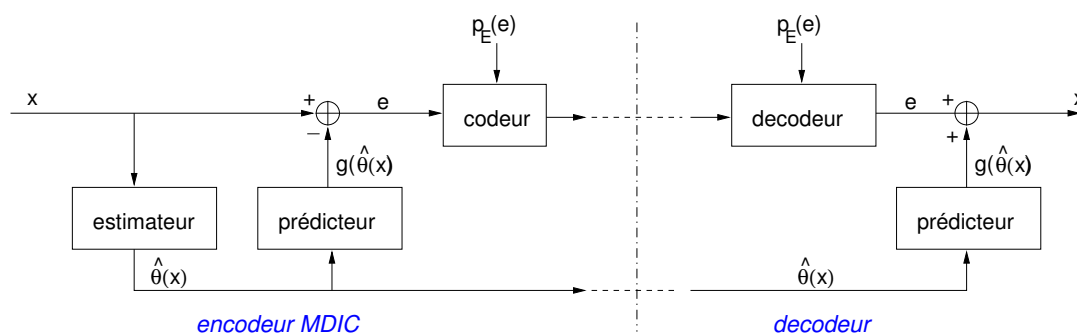 p_E(e)
p_E(e)
x
+
−
e
codeur
decodeur
e
+
+
x
g(θ̂(x)
g(θ̂(x)
estimateur
prédicteur
prédicteur
θ̂(x)
θ̂(x)
encodeur MDIC
decodeur